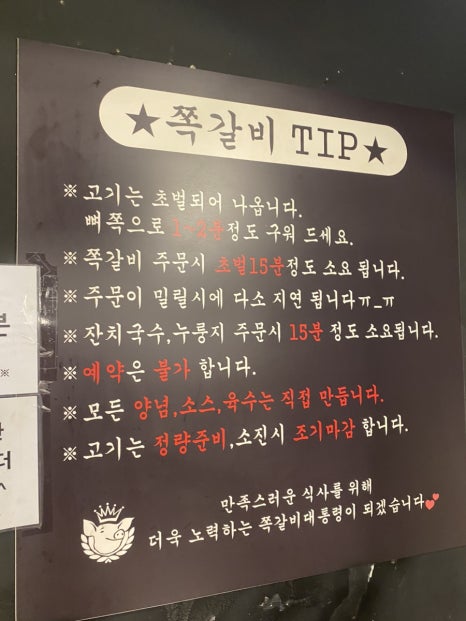 ★쪽갈비 TIP★
※ 고기는 초벌되어 나옵니다.
뼈쪽으로 1~2분정도 구워 드세요.
※ 쪽갈비 주문시 초벌15분정도 소요 됩니다.
※ 주문이 밀릴시에 다소 지연 됩니다ㅠ_ㅠ
※ 잔치국수,누룽지 주문시 15분 정도 소요됩니다.
※ 예약은 불가 합니다.
※ 모든 양념,소스,육수는 직접 만듭니다.
※ 고기는 정량준비,소진시 조기마감 합니다.
만족스러운 식사를 위해
더욱 노력하는 쪽갈비대통령이 되겠습니다💕